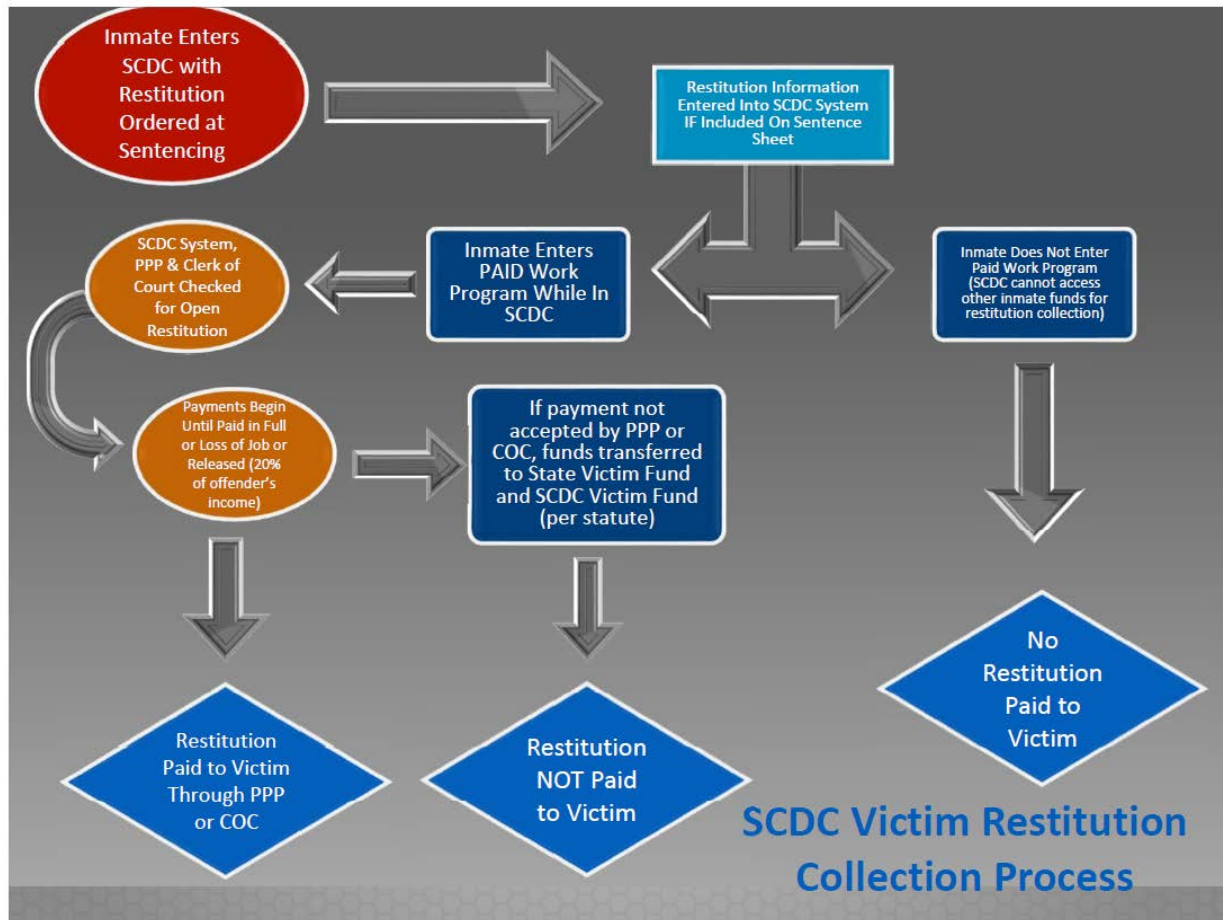 Inmate Enters
SCDC with
Restitution
Ordered at
Sentencing
Restitution Information
Entered Into SCDC System
IF Included On Sentence
Sheet
Inmate Does Not Enter
Paid Work Program
(SCDC cannot access
other inmate funds for
restitution collection)
Inmate Enters
PAID Work
Program While In
SCDC
SCDC System,
PPP & Clerk of
Court Checked
for Open
Restitution
Payments Begin
Until Paid in Full
or Loss of Job or
Released (20%
of offender's
income)
If payment not
accepted by PPP or
COC, funds transferred
to State Victim Fund
and SCDC Victim Fund
(per statute)
Restitution
Paid to Victim
Through PPP
or COC
Restitution
NOT Paid
to Victim
No
Restitution
Paid to
Victim
SCDC Victim Restitution
Collection Process